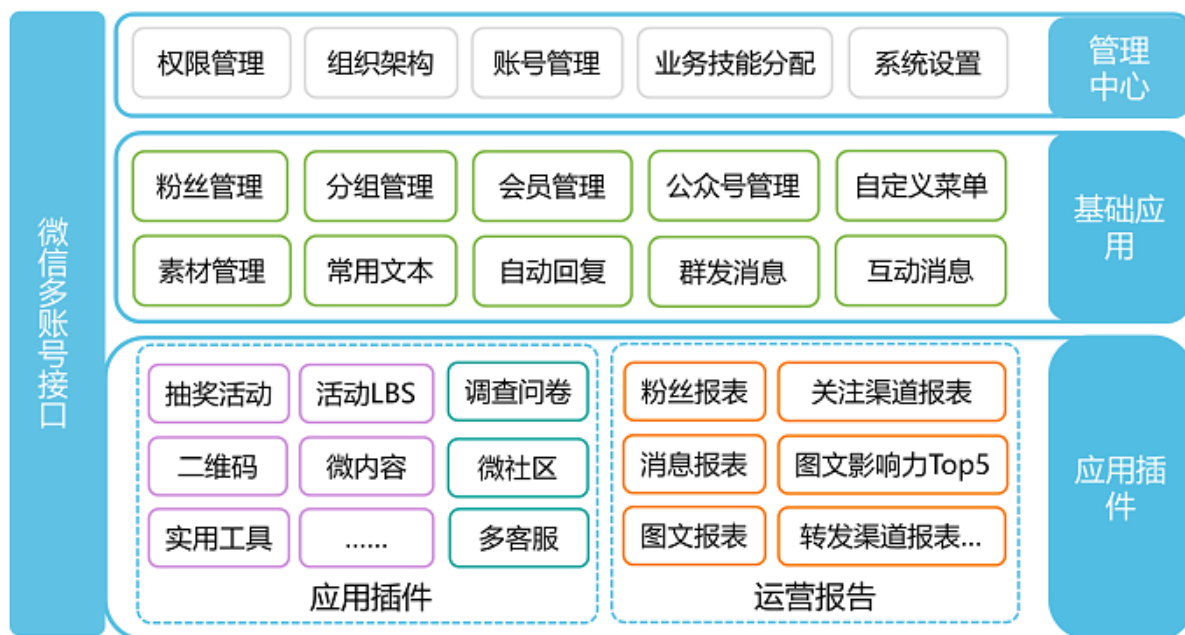 微信多账号接口
权限管理
组织架构
账号管理
业务技能分配
系统设置
管理
中心
粉丝管理
分组管理
会员管理
公众号管理
自定义菜单
素材管理
常用文本
自动回复
群发消息
互动消息
基础应
用
抽奖活动
活动LBS
调查问卷
二维码
微内容
微社区
实用工具
......
多客服
应用插件
粉丝报表
关注渠道报表
消息报表
图文影响力Top5
图文报表
转发渠道报表...
运营报告
应用插
件